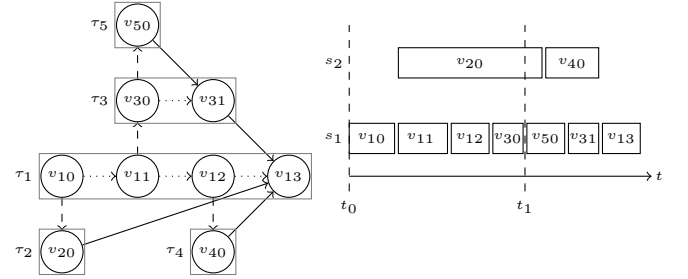 τ5 v50
τ3 v30 v31
τ1 v10 v11 v12 v13
τ2 v20 τ4 v40
s2 v20 v40
s1 v10 v11 v12 v30 v50 v31 v13
t
t0 t1